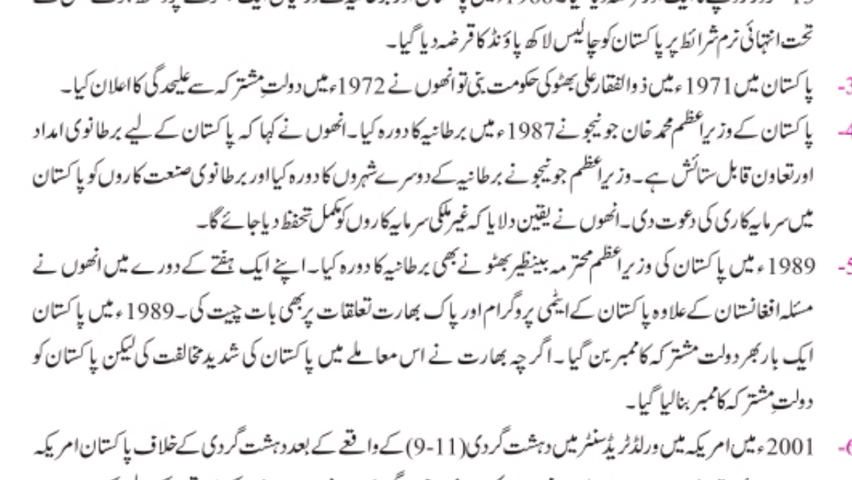 تحت انتہائی نرم شرائط پر پاکستان کو چالیس لاکھ پاؤنڈ کا قرضہ دیا گیا۔
3- پاکستان میں 1971ء میں ذوالفقار علی بھٹو کی حکومت بنی تو انھوں نے 1972ء میں دولتِ مشترکہ سے علیحدگی کا اعلان کیا۔
4- پاکستان کے وزیراعظم محمد خان جونیجو نے 1987ء میں برطانیہ کا دورہ کیا۔ انھوں نے کہا کہ پاکستان کے لیے برطانوی امداد
اور تعاون قابل ستائش ہے۔ وزیراعظم جونیجو نے برطانیہ کے دوسرے شہروں کا دورہ کیا اور برطانوی صنعت کاروں کو پاکستان
میں سرمایہ کاری کی دعوت دی۔ انھوں نے یقین دلایا کہ غیر ملکی سرمایہ کاروں کو مکمل تحفظ دیا جائے گا۔
5- 1989ء میں پاکستان کی وزیراعظم محترمہ بینظیر بھٹو نے بھی برطانیہ کا دورہ کیا۔ اپنے ایک ہفتے کے دورے میں انھوں نے
مسئلہ افغانستان کے علاوہ پاکستان کے ایٹمی پروگرام اور پاک بھارت تعلقات پر بھی بات چیت کی۔ 1989ء میں پاکستان
ایک بار پھر دولت مشترکہ کا ممبر بن گیا۔ اگرچہ بھارت نے اس معاملے میں پاکستان کی شدید مخالفت کی لیکن پاکستان کو
دولتِ مشترکہ کا ممبر بنا لیا گیا۔
6- 2001ء میں امریکہ میں ورلڈ ٹریڈ سنٹر میں دہشت گردی (9-11) کے واقعے کے بعد دہشت گردی کے خلاف پاکستان امریکہ